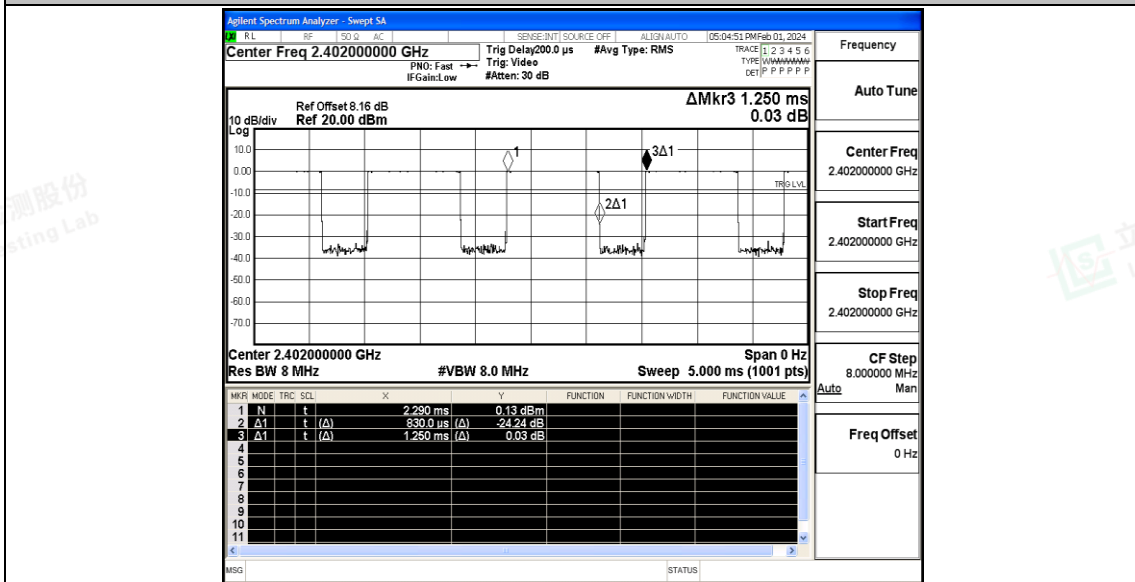 Agilent Spectrum Analyzer - Swept SA
LXI RL RF 50 Ω AC SENSE:INT SOURCE OFF ALIGN AUTO 05:04:51 PM Feb 01, 2024
Center Freq 2.402000000 GHz
PNO: Fast
IFGain:Low
Trig Delay200.0 µs #Avg Type: RMS
Trig: Video
#Atten: 30 dB
TRACE 1 2 3 4 5 6
TYPE WWWWWW
DET P P P P P P
Frequency
Auto Tune
Center Freq
2.402000000 GHz
Start Freq
2.402000000 GHz
Stop Freq
2.402000000 GHz
CF Step
8.000000 MHz
Auto Man
Freq Offset
0 Hz
ΔMkr3 1.250 ms
0.03 dB
Ref Offset 8.16 dB
10 dB/div Ref 20.00 dBm
Log
10.0
0.00
-10.0
-20.0
-30.0
-40.0
-50.0
-60.0
-70.0
1
2Δ1
3Δ1
TRIG LVL
Center 2.402000000 GHz Span 0 Hz
Res BW 8 MHz #VBW 8.0 MHz Sweep 5.000 ms (1001 pts)
MKR MODE TRC SCL X Y FUNCTION FUNCTION WIDTH FUNCTION VALUE
1 N t 2.290 ms 0.13 dBm
2 Δ1 t (Δ) 830.0 µs (Δ) -24.24 dB
3 Δ1 t (Δ) 1.250 ms (Δ) 0.03 dB
4
5
6
7
8
9
10
11
MSG STATUS
测股份
sting Lab
立